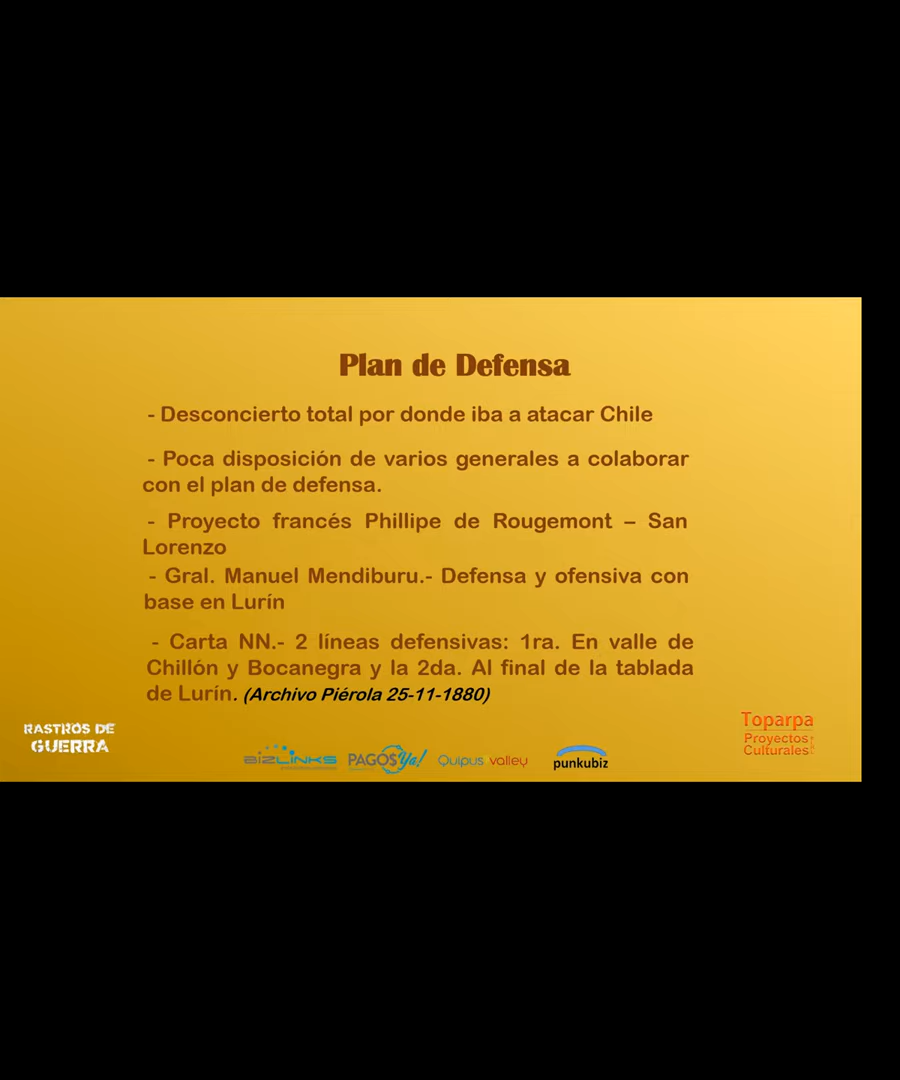 Plan de Defensa
- Desconcierto total por donde iba a atacar Chile
- Poca disposición de varios generales a colaborar
con el plan de defensa.
- Proyecto francés Phillipe de Rougemont – San
Lorenzo
- Gral. Manuel Mendiburu.- Defensa y ofensiva con
base en Lurín
- Carta NN.- 2 líneas defensivas: 1ra. En valle de
Chillón y Bocanegra y la 2da. Al final de la tablada
de Lurín. (Archivo Piérola 25-11-1880)
RASTROS DE
GUERRA
BIZLINKS PAGOS Ya! Quipus valley punkubiz
Toparpa
Proyectos
Culturales